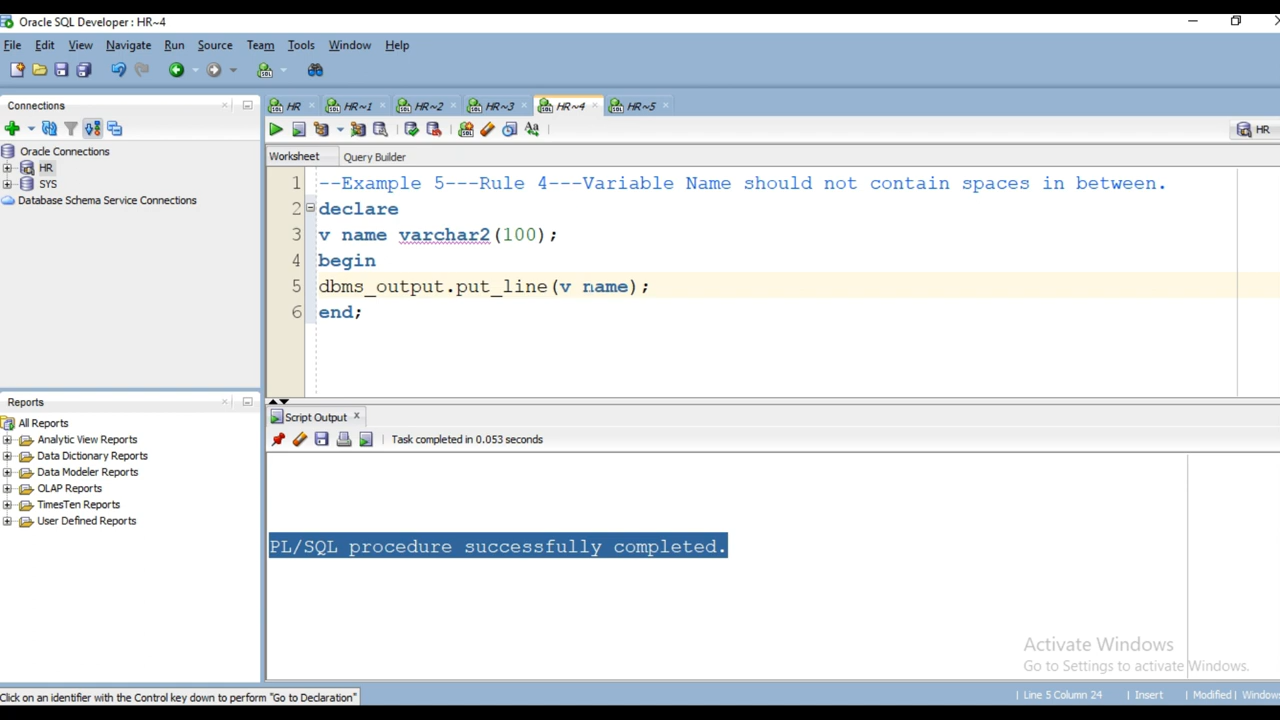 Oracle SQL Developer : HR~4
File Edit View Navigate Run Source Team Tools Window Help
Connections
Oracle Connections
HR
SYS
Database Schema Service Connections
Reports
All Reports
Analytic View Reports
Data Dictionary Reports
Data Modeler Reports
OLAP Reports
TimesTen Reports
User Defined Reports
HR HR~1 HR~2 HR~3 HR~4 HR~5
HR
Worksheet Query Builder
1 --Example 5---Rule 4---Variable Name should not contain spaces in between.
2 declare
3 v name varchar2(100);
4 begin
5 dbms_output.put_line(v name);
6 end;
Script Output
Task completed in 0.053 seconds
PL/SQL procedure successfully completed.
Activate Windows
Go to Settings to activate Windows.
Click on an identifier with the Control key down to perform "Go to Declaration"
Line 5 Column 24 Insert Modified Windows